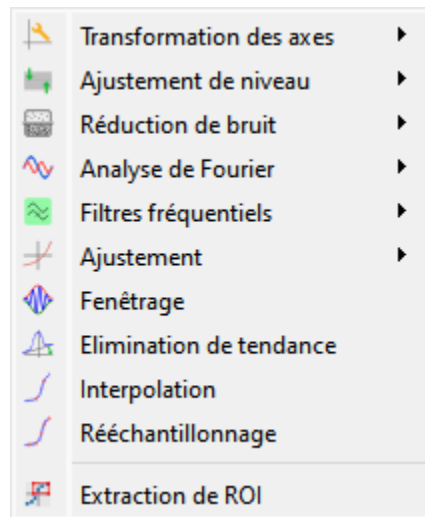 Transformation des axes
Ajustement de niveau
Réduction de bruit
Analyse de Fourier
Filtres fréquentiels
Ajustement
Fenêtrage
Elimination de tendance
Interpolation
Rééchantillonnage
Extraction de ROI